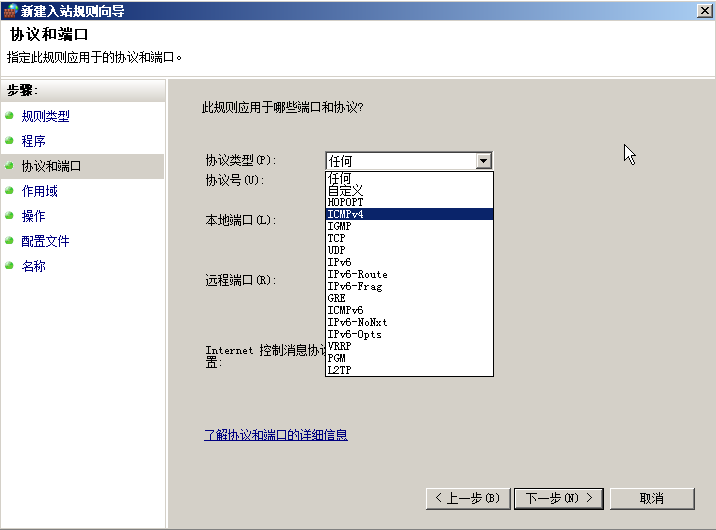 新建入站规则向导
协议和端口
指定此规则应用于的协议和端口。
步骤:
规则类型
程序
协议和端口
作用域
操作
配置文件
名称
此规则应用于哪些端口和协议?
协议类型(P):
任何
协议号(U):
本地端口(L):
远程端口(R):
任何
自定义
HOPOPT
ICMPv4
IGMP
TCP
UDP
IPv6
IPv6-Route
IPv6-Frag
GRE
ICMPv6
IPv6-NoNxt
IPv6-Opts
VRRP
PGM
L2TP
Internet 控制消息协议
置:
了解协议和端口的详细信息
< 上一步(B)
下一步(N) >
取消